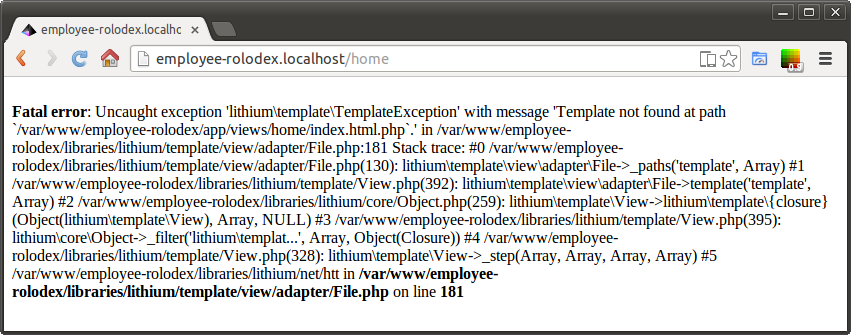 employee-rolodex.localho
employee-rolodex.localhost/home
0.9
Fatal error: Uncaught exception 'lithium\template\TemplateException' with message 'Template not found at path
`/var/www/employee-rolodex/app/views/home/index.html.php`.' in /var/www/employee-
rolodex/libraries/lithium/template/view/adapter/File.php:181 Stack trace: #0 /var/www/employee-
rolodex/libraries/lithium/template/view/adapter/File.php(130): lithium\template\view\adapter\File->_paths('template', Array) #1
/var/www/employee-rolodex/libraries/lithium/template/View.php(392): lithium\template\view\adapter\File->template('template',
Array) #2 /var/www/employee-rolodex/libraries/lithium/core/Object.php(259): lithium\template\View->lithium\template\{closure}
(Object(lithium\template\View), Array, NULL) #3 /var/www/employee-rolodex/libraries/lithium/template/View.php(395):
lithium\core\Object->_filter('lithium\templat...', Array, Object(Closure)) #4 /var/www/employee-
rolodex/libraries/lithium/template/View.php(328): lithium\template\View->_step(Array, Array, Array, Array) #5
/var/www/employee-rolodex/libraries/lithium/net/htt in /var/www/employee-
rolodex/libraries/lithium/template/view/adapter/File.php on line 181